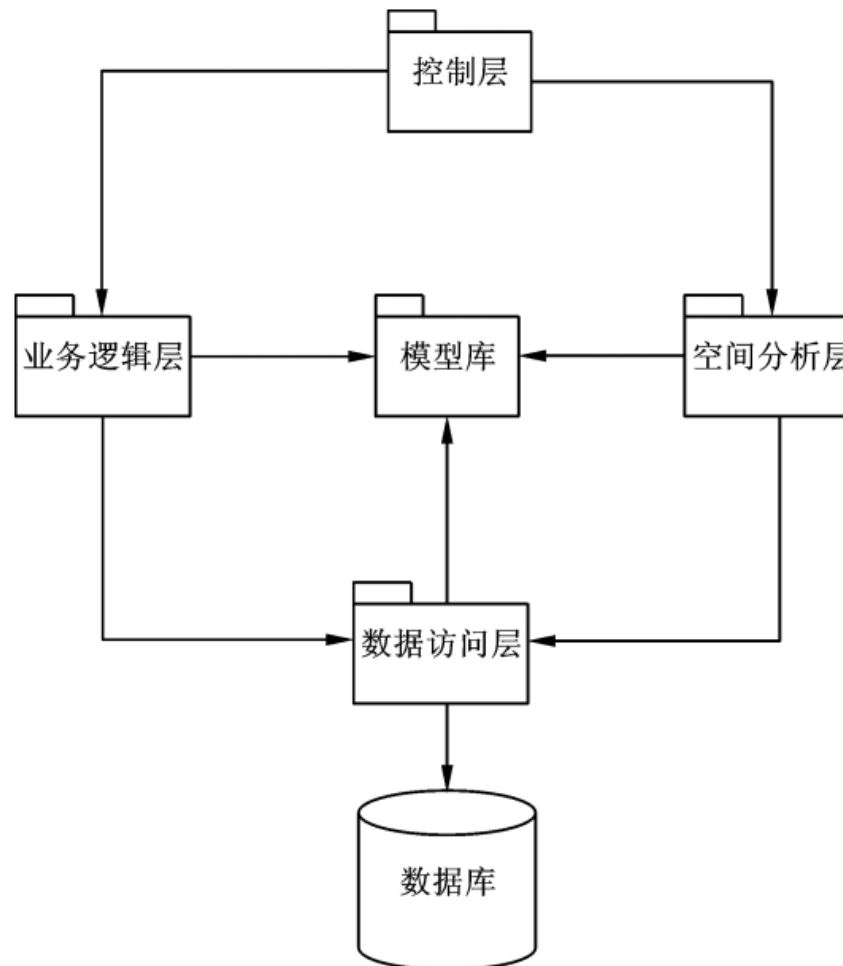 控制层
业务逻辑层
模型库
空间分析层
数据访问层
数据库